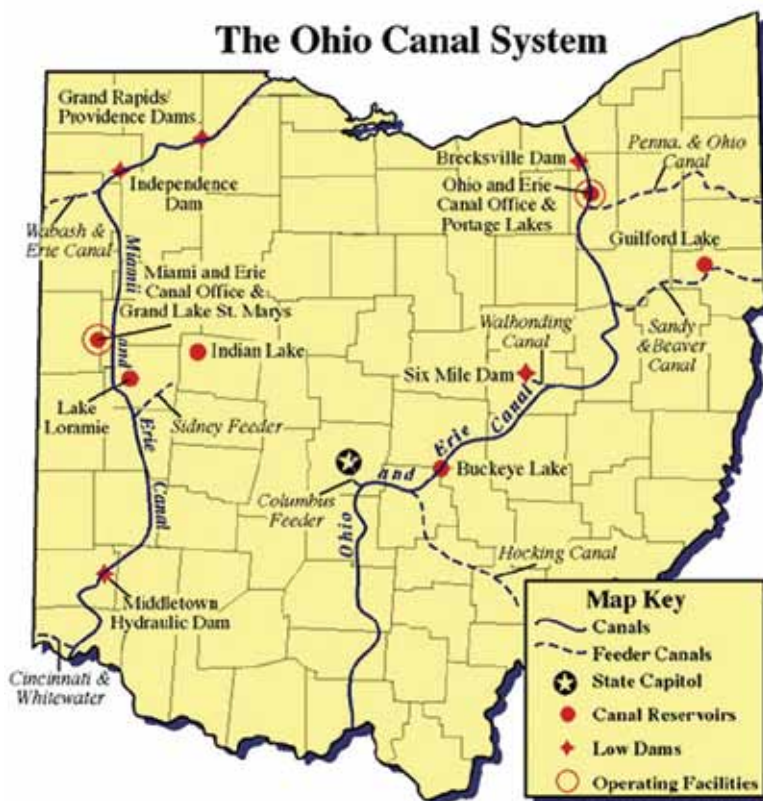 The Ohio Canal System
Grand Rapids/
Providence Dams
Independence
Dam
Wabash &
Erie Canal
Miami and Erie
Canal Office &
Grand Lake St. Marys
Indian Lake
Lake
Loramie
Sidney Feeder
Miami and Erie Canal
Middletown
Hydraulic Dam
Cincinnati &
Whitewater
Brecksville Dam
Penna. & Ohio
Canal
Ohio and Erie
Canal Office &
Portage Lakes
Guilford Lake
Sandy
& Beaver
Canal
Walhonding
Canal
Six Mile Dam
Buckeye Lake
Columbus
Feeder
Ohio and Erie Canal
Hocking Canal
Map Key
Canals
Feeder Canals
State Capitol
Canal Reservoirs
Low Dams
Operating Facilities